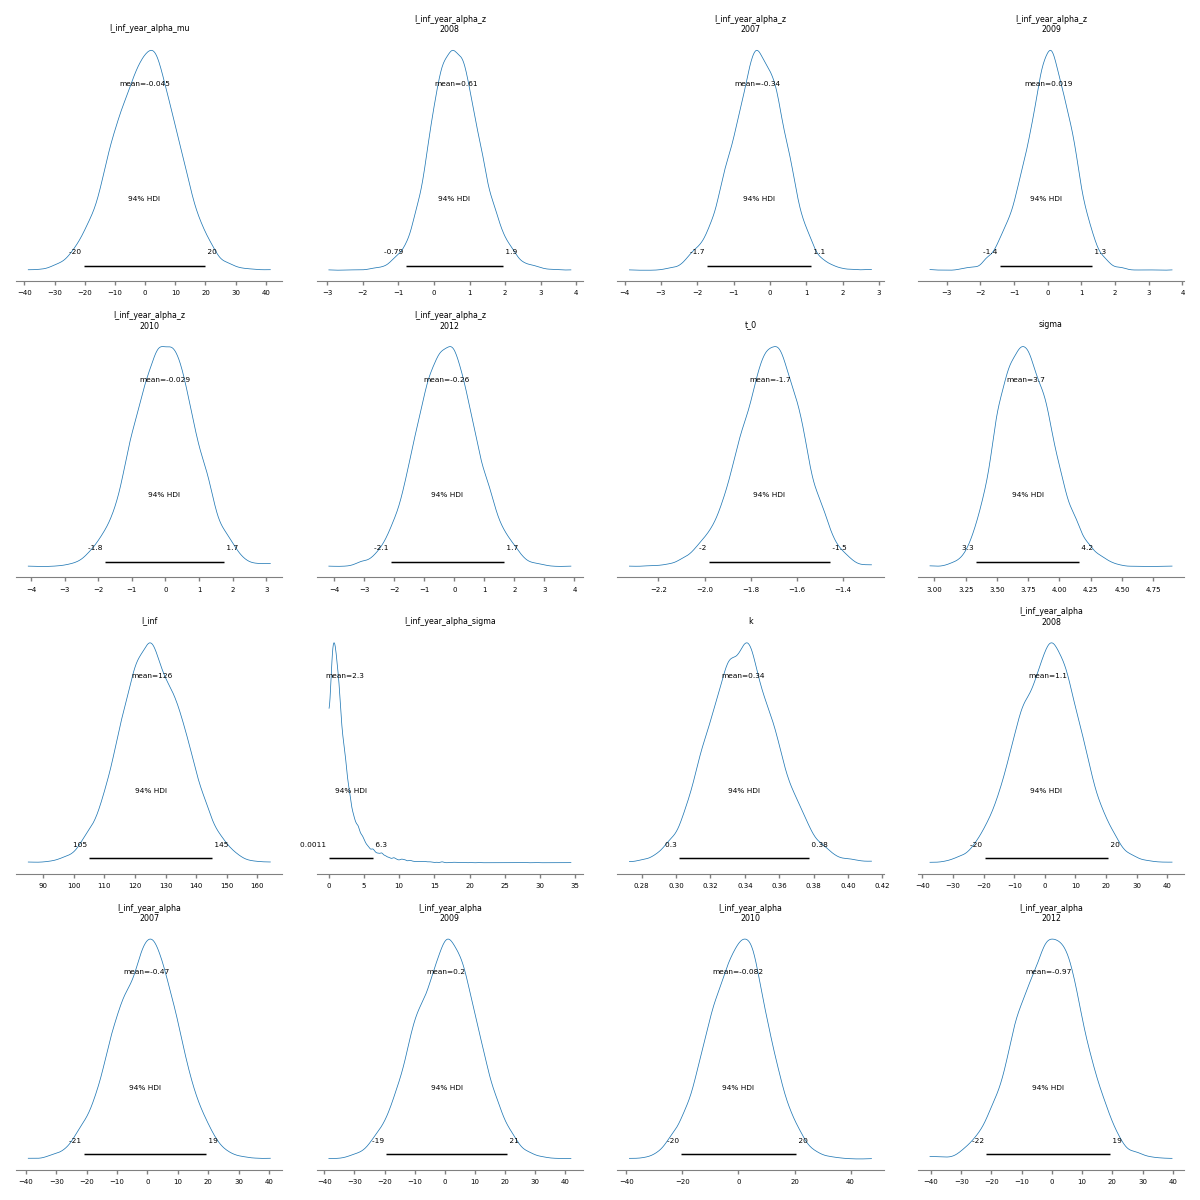 l_inf_year_alpha_mu
mean=-0.045
94% HDI
-20 20
−40 −30 −20 −10 0 10 20 30 40
l_inf_year_alpha_z
2008
mean=0.61
94% HDI
-0.79 1.9
−3 −2 −1 0 1 2 3 4
l_inf_year_alpha_z
2007
mean=-0.34
94% HDI
-1.7 1.1
−4 −3 −2 −1 0 1 2 3
l_inf_year_alpha_z
2009
mean=0.019
94% HDI
-1.4 1.3
−3 −2 −1 0 1 2 3 4
l_inf_year_alpha_z
2010
mean=-0.029
94% HDI
-1.8 1.7
−4 −3 −2 −1 0 1 2 3
l_inf_year_alpha_z
2012
mean=-0.26
94% HDI
-2.1 1.7
−4 −3 −2 −1 0 1 2 3 4
t_0
mean=-1.7
94% HDI
-2 -1.5
−2.2 −2.0 −1.8 −1.6 −1.4
sigma
mean=3.7
94% HDI
3.3 4.2
3.00 3.25 3.50 3.75 4.00 4.25 4.50 4.75
l_inf
mean=126
94% HDI
105 145
90 100 110 120 130 140 150 160
l_inf_year_alpha_sigma
mean=2.3
94% HDI
0.0011 6.3
0 5 10 15 20 25 30 35
k
mean=0.34
94% HDI
0.3 0.38
0.28 0.30 0.32 0.34 0.36 0.38 0.40 0.42
l_inf_year_alpha
2008
mean=1.1
94% HDI
-20 20
−40 −30 −20 −10 0 10 20 30 40
l_inf_year_alpha
2007
mean=-0.47
94% HDI
-21 19
−40 −30 −20 −10 0 10 20 30 40
l_inf_year_alpha
2009
mean=0.2
94% HDI
-19 21
−40 −30 −20 −10 0 10 20 30 40
l_inf_year_alpha
2010
mean=-0.082
94% HDI
-20 20
−40 −20 0 20 40
l_inf_year_alpha
2012
mean=-0.97
94% HDI
-22 19
−40 −30 −20 −10 0 10 20 30 40